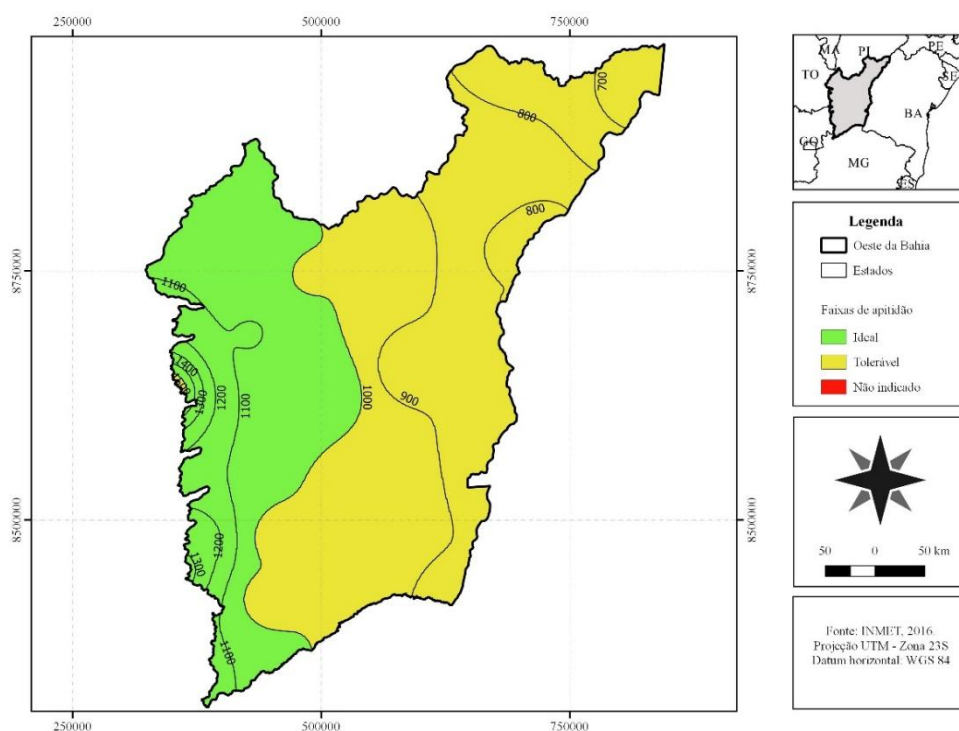 250000
500000
750000
8750000
8500000
8750000
8500000
250000
500000
750000
700
800
800
1100
1400
1300
1200
1100
1000
900
1200
1300
1100
MA
PI
PE
TO
SE
BA
GO
MG
ES
Legenda
Oeste da Bahia
Estados
Faixas de apitidão
Ideal
Tolerável
Não indicado
50 0 50 km
Fonte: INMET, 2016.
Projeção UTM - Zona 23S
Datum horizontal: WGS 84